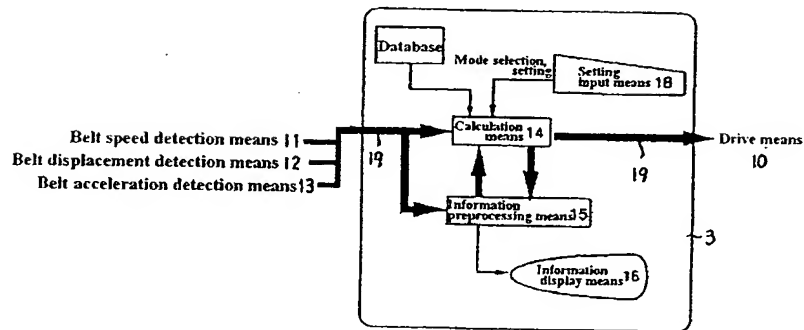 Database
Mode selection,
setting
Setting
input means 18
Belt speed detection means 11
Belt displacement detection means 12
Belt acceleration detection means 13
19
Calculation
means 14
19
Drive means
10
Information
preprocessing means 15
3
Information
display means 16